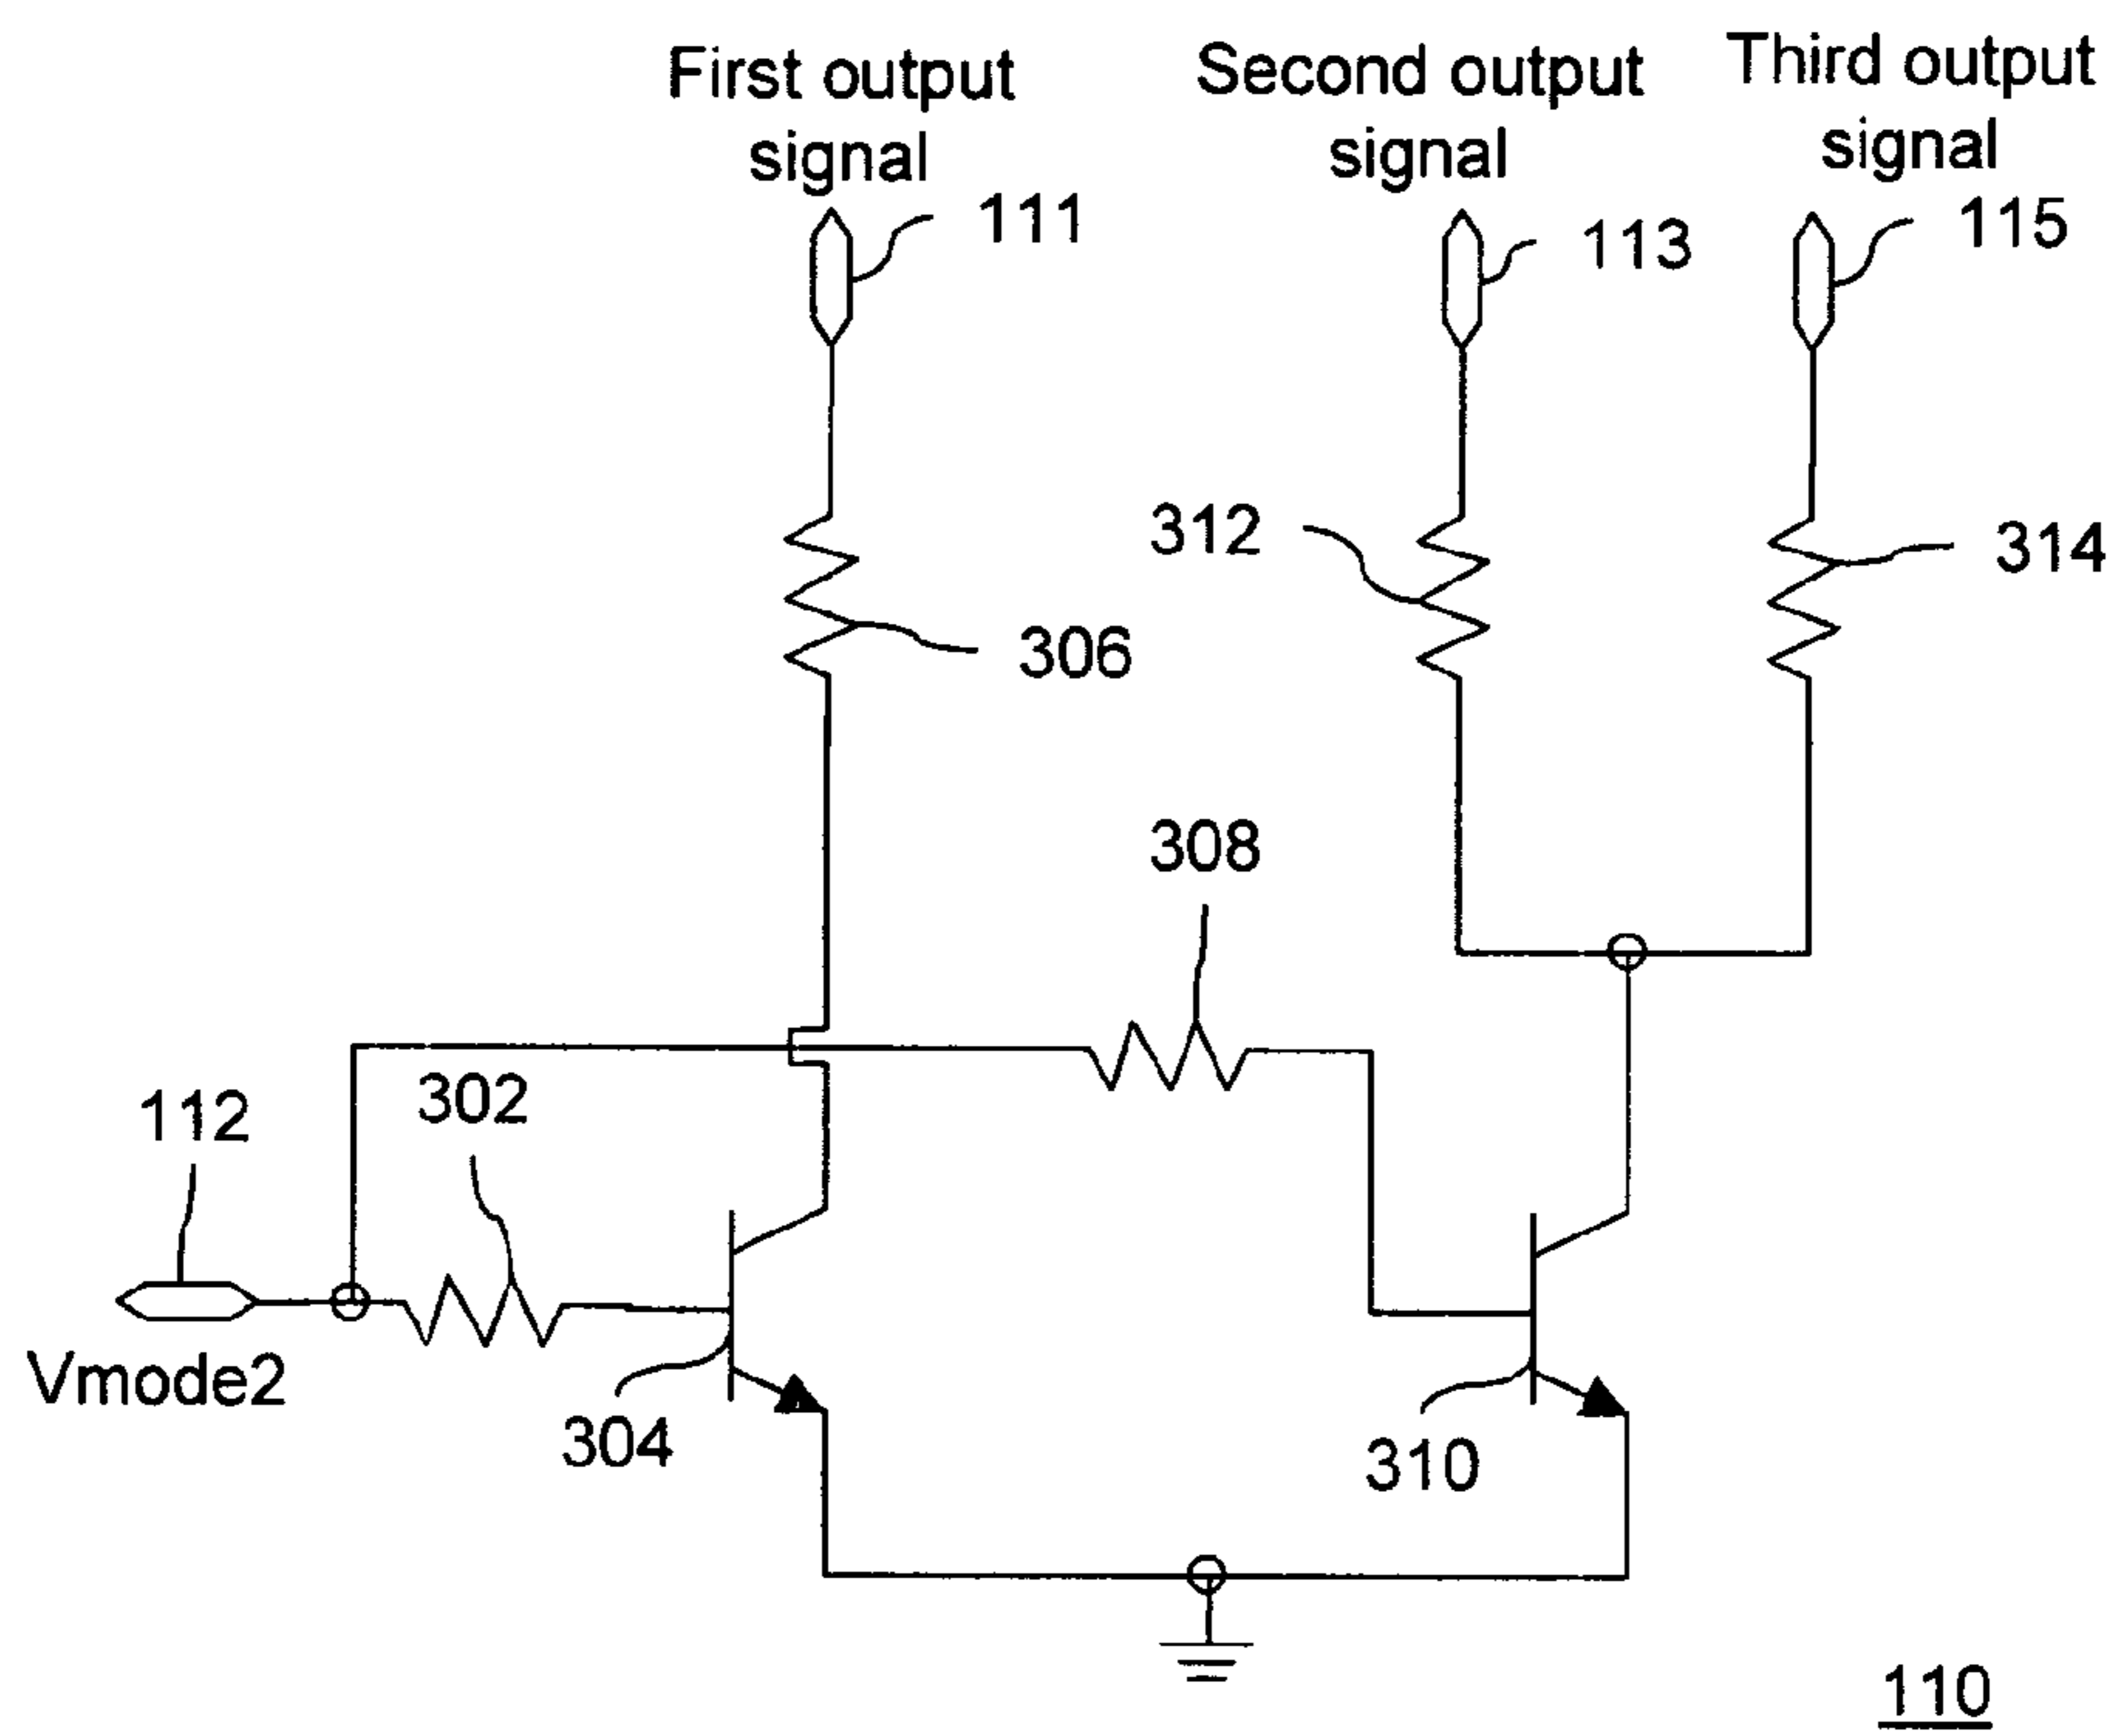 First output
signal
Second output
signal
Third output
signal
111
113
115
312
314
306
308
302
112
Vmode2
304
310
110